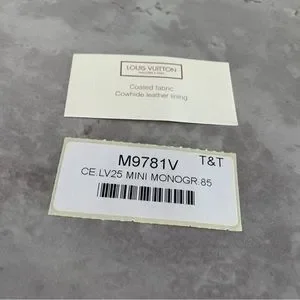 LOUIS VUITTON
Coated fabric
Cowhide leather lining
M9781V
T&T
CE.LV25 MINI MONOGR.85